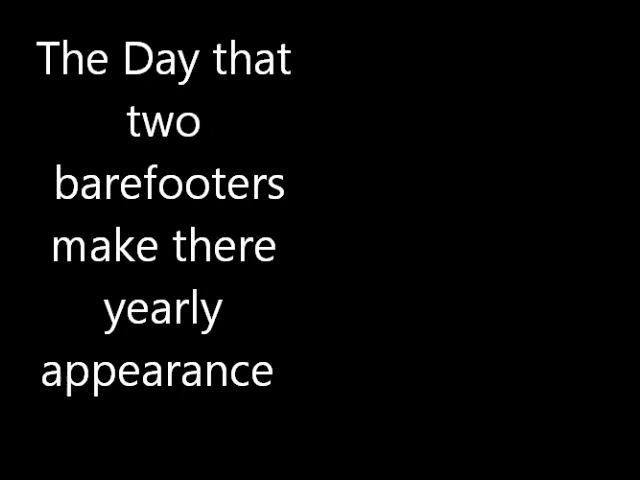 The Day that
two
barefooters
make there
yearly
appearance